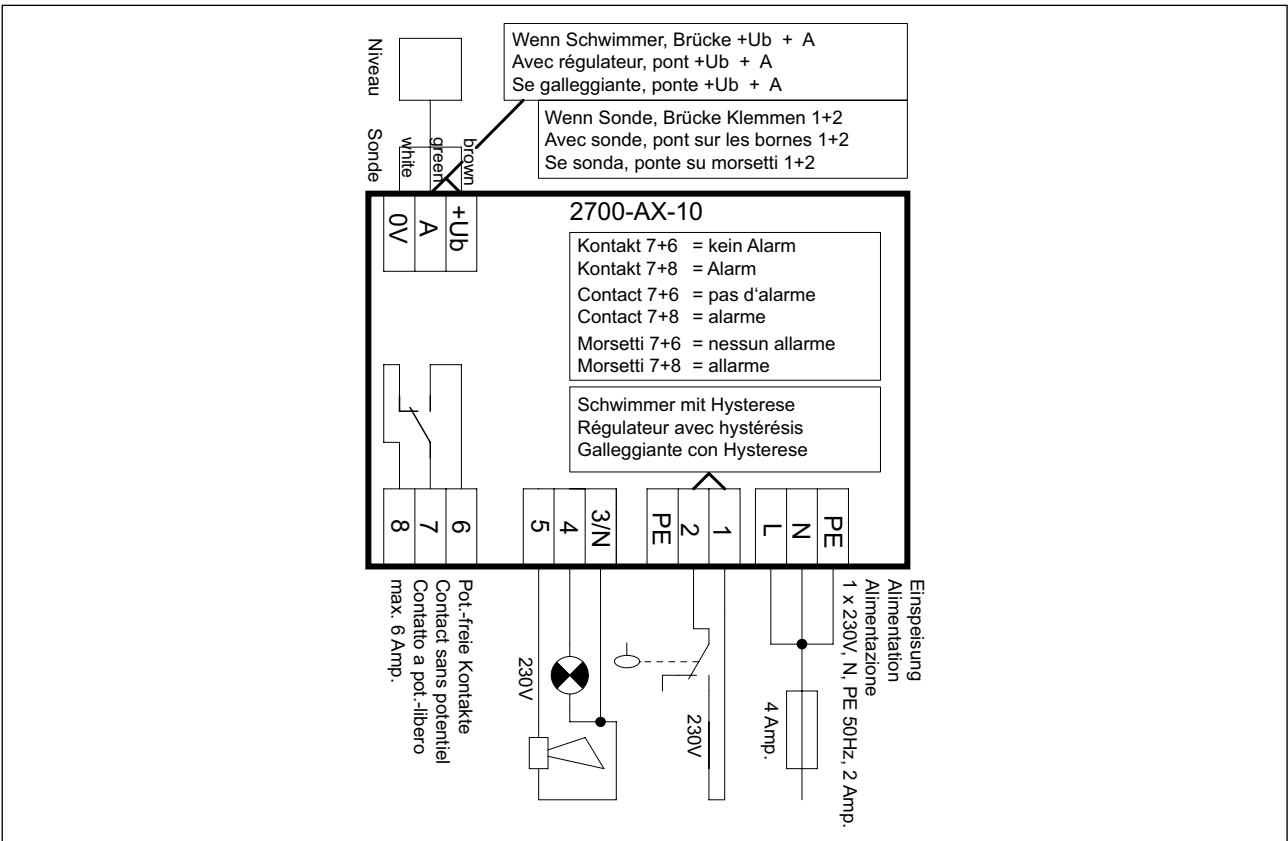 Wenn Schwimmer, Brücke +Ub + A
Avec régulateur, pont +Ub + A
Se galleggiante, ponte +Ub + A
Wenn Sonde, Brücke Klemmen 1+2
Avec sonde, pont sur les bornes 1+2
Se sonda, ponte su morsetti 1+2
Niveau
Sonde
white
green
brown
0V
A
+Ub
2700-AX-10
Kontakt 7+6 = kein Alarm
Kontakt 7+8 = Alarm
Contact 7+6 = pas d‘alarme
Contact 7+8 = alarme
Morsetti 7+6 = nessun allarme
Morsetti 7+8 = allarme
Schwimmer mit Hysterese
Régulateur avec hystérésis
Galleggiante con Hysterese
8
7
6
5
4
3/N
PE
2
1
L
N
PE
Pot.-freie Kontakte
Contact sans potentiel
Contatto a pot.-libero
max. 6 Amp.
230V
230V
4 Amp.
Einspeisung
Alimentation
Alimentazione
1 x 230V, N, PE 50Hz, 2 Amp.